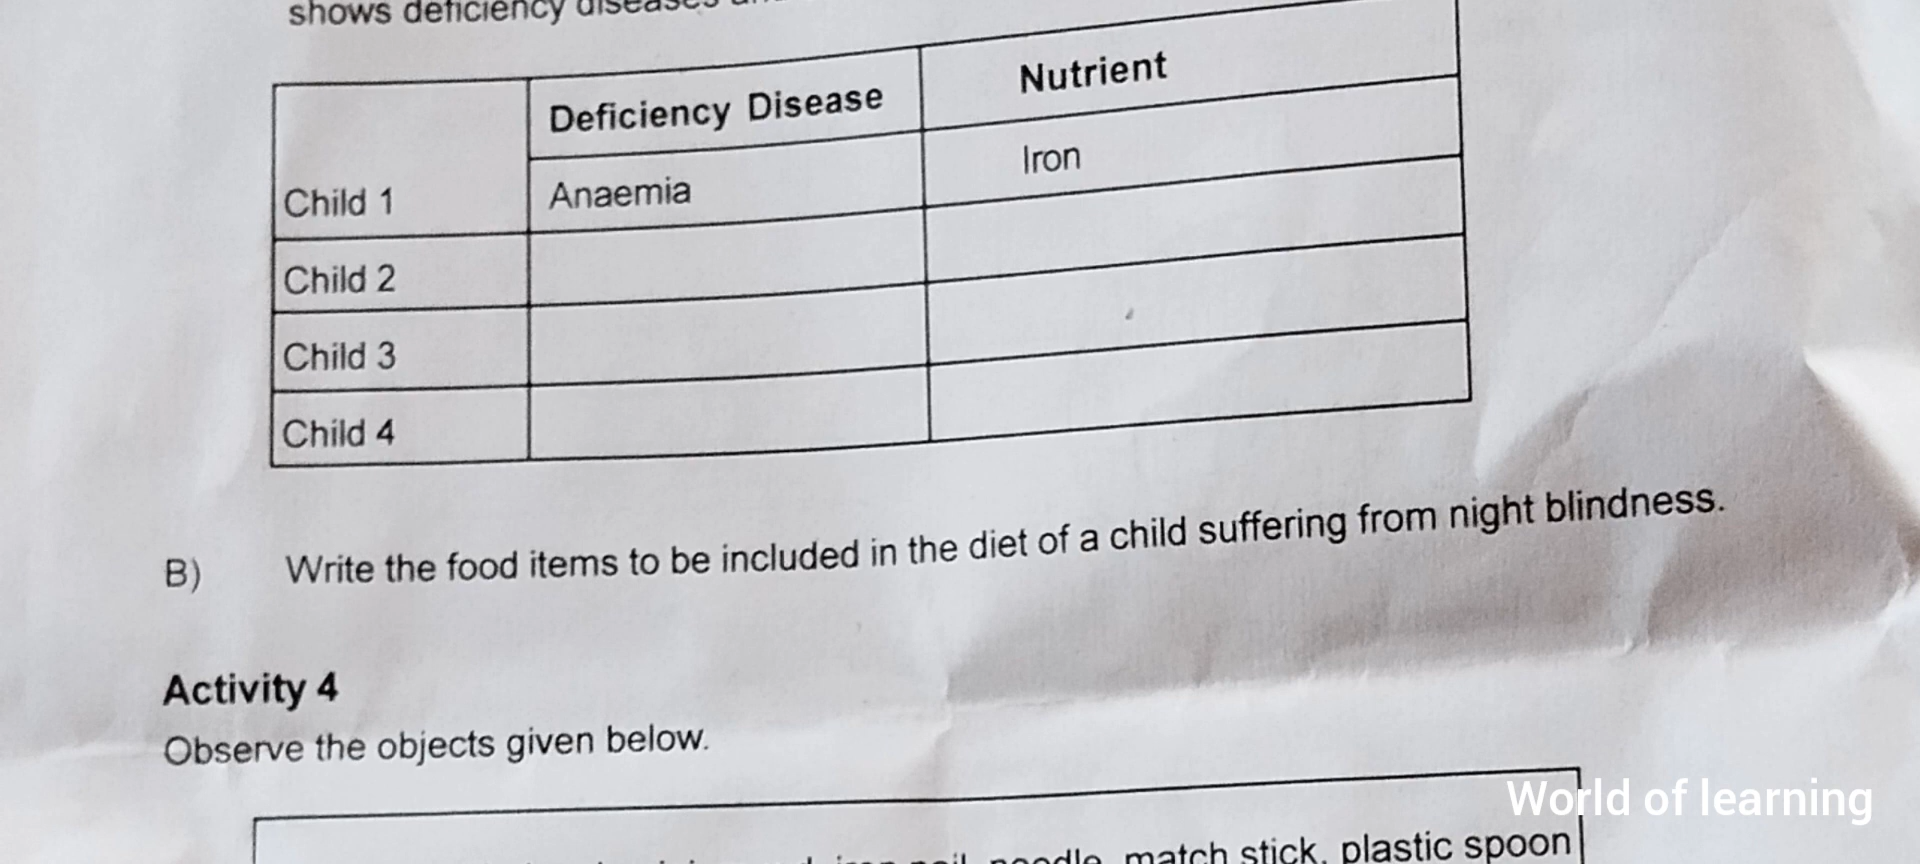 shows deficiency diseases
Deficiency Disease Nutrient
Child 1 Anaemia Iron
Child 2
Child 3
Child 4
B) Write the food items to be included in the diet of a child suffering from night blindness.
Activity 4
Observe the objects given below.
match stick, plastic spoon
World of learning